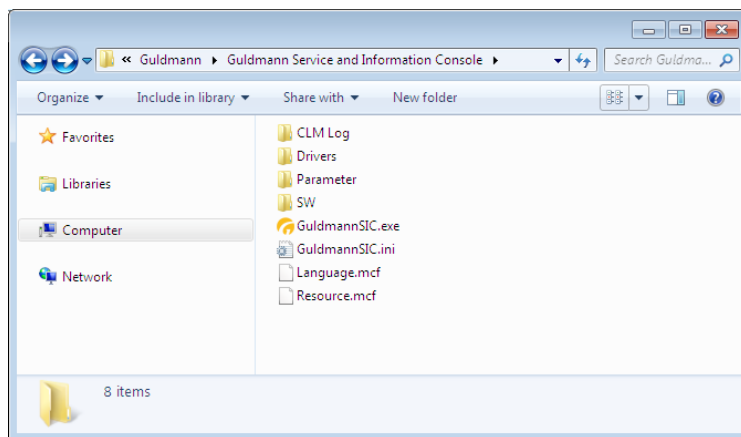 « Guldmann ▸ Guldmann Service and Information Console ▸ Search Guldma...
Organize ▾ Include in library ▾ Share with ▾ New folder
Favorites
Libraries
Computer
Network
CLM Log
Drivers
Parameter
SW
GuldmannSIC.exe
GuldmannSIC.ini
Language.mcf
Resource.mcf
8 items